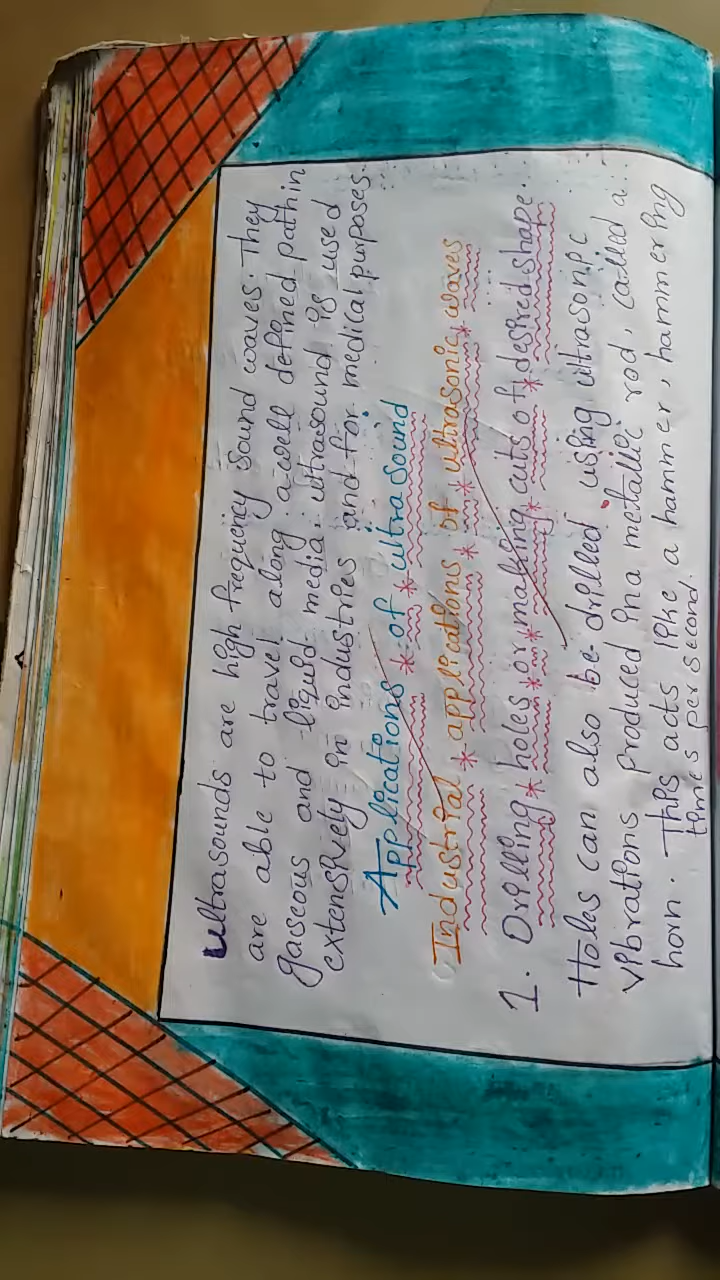 ultrasounds are high frequency sound waves. They
are able to travel along a well defined path in
gaseous and liquid media. ultrasound is used
extensively in industries and for medical purposes.
Applications of ultra sound
Industrial applications of ultrasonic waves
1. Drilling holes or making cuts of desired shape.
Holes can also be drilled using ultrasonic
vibrations produced in a metallic rod, called a
horn. This acts like a hammer, hammering
times per second.